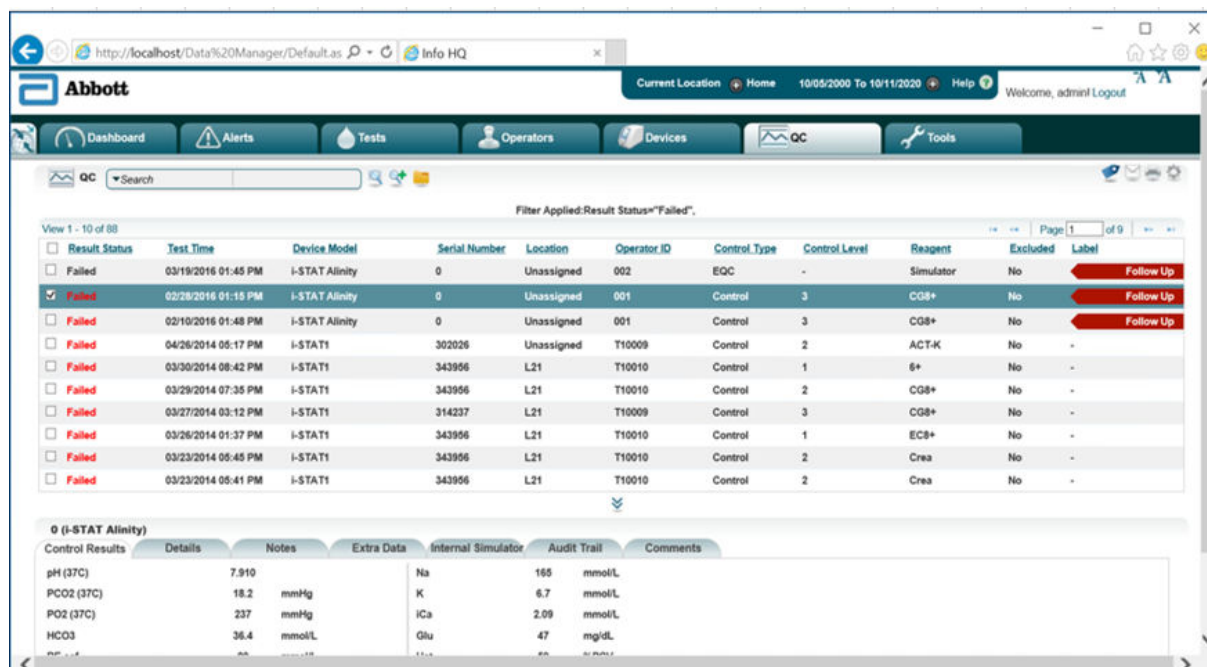 http://localhost/Data%20Manager/Default.as
Info HQ
Abbott
Current Location
Home
10/05/2000 To 10/11/2020
Help ?
Welcome, admin! Logout
A A
Dashboard
Alerts
Tests
Operators
Devices
QC
Tools
QC
Search
Filter Applied:Result Status="Failed",
View 1 - 10 of 88
Page 1 of 9
Result Status Test Time Device Model Serial Number Location Operator ID Control Type Control Level Reagent Excluded Label
Failed 03/19/2016 01:45 PM i-STAT Alinity 0 Unassigned 002 EQC - Simulator No Follow Up
Failed 02/28/2016 01:15 PM i-STAT Alinity 0 Unassigned 001 Control 3 CG8+ No Follow Up
Failed 02/10/2016 01:48 PM i-STAT Alinity 0 Unassigned 001 Control 3 CG8+ No Follow Up
Failed 04/26/2014 05:17 PM i-STAT1 302026 Unassigned T10009 Control 2 ACT-K No -
Failed 03/30/2014 08:42 PM i-STAT1 343956 L21 T10010 Control 1 6+ No -
Failed 03/29/2014 07:35 PM i-STAT1 343956 L21 T10010 Control 2 CG8+ No -
Failed 03/27/2014 03:12 PM i-STAT1 314237 L21 T10009 Control 3 CG8+ No -
Failed 03/26/2014 01:37 PM i-STAT1 343956 L21 T10010 Control 1 EC8+ No -
Failed 03/23/2014 05:45 PM i-STAT1 343956 L21 T10010 Control 2 Crea No -
Failed 03/23/2014 05:41 PM i-STAT1 343956 L21 T10010 Control 2 Crea No -
0 (i-STAT Alinity)
Control Results Details Notes Extra Data Internal Simulator Audit Trail Comments
pH (37C) 7.910 Na 165 mmol/L
PCO2 (37C) 18.2 mmHg K 6.7 mmol/L
PO2 (37C) 237 mmHg iCa 2.09 mmol/L
HCO3 36.4 mmol/L Glu 47 mg/dL